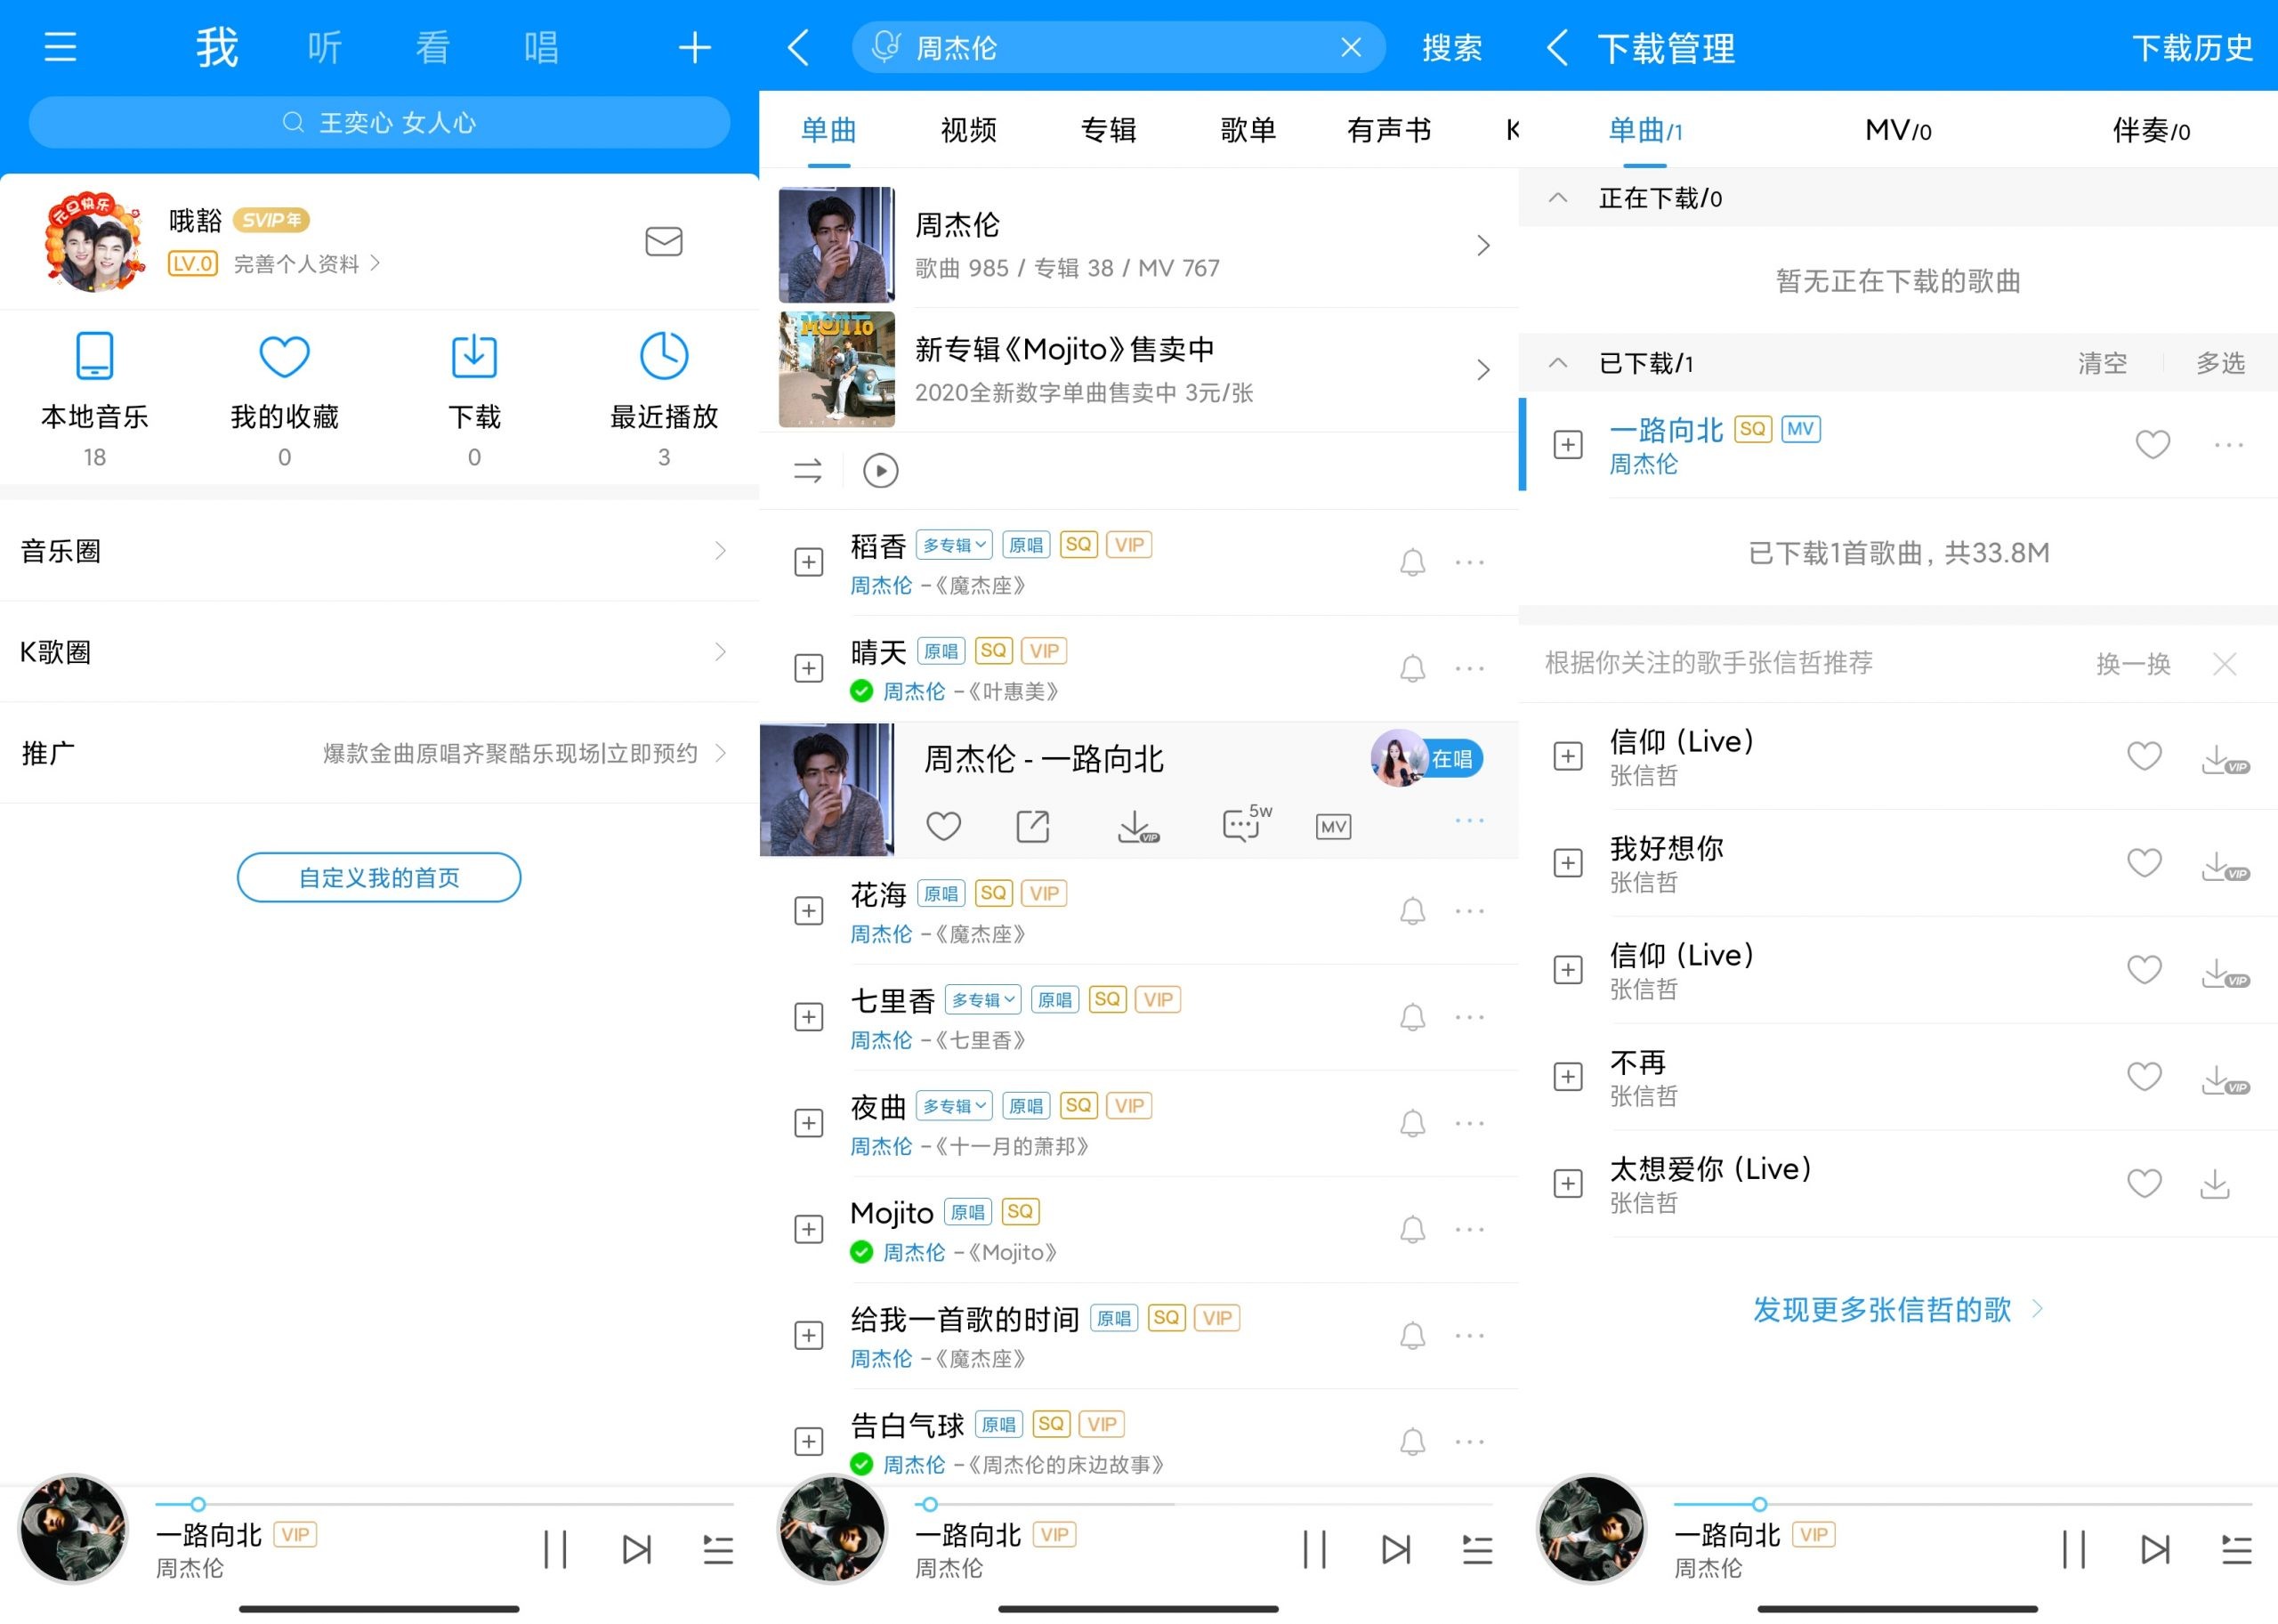 我 听 看 唱
王奕心 女人心
元旦快乐
哦豁 SVIP年
LV.0 完善个人资料
本地音乐 我的收藏 下载 最近播放
18 0 0 3
音乐圈
K歌圈
推广 爆款金曲原唱齐聚酷乐现场|立即预约
自定义我的首页
一路向北 VIP
周杰伦
周杰伦 搜索
单曲 视频 专辑 歌单 有声书 K
周杰伦
歌曲 985 / 专辑 38 / MV 767
MOJITO
新专辑《Mojito》售卖中
2020全新数字单曲售卖中 3元/张
稻香 多专辑 原唱 SQ VIP
周杰伦 -《魔杰座》
晴天 原唱 SQ VIP
周杰伦 -《叶惠美》
周杰伦 - 一路向北 在唱
VIP 5w MV
花海 原唱 SQ VIP
周杰伦 -《魔杰座》
七里香 多专辑 原唱 SQ VIP
周杰伦 -《七里香》
夜曲 多专辑 原唱 SQ VIP
周杰伦 -《十一月的萧邦》
Mojito 原唱 SQ
周杰伦 -《Mojito》
给我一首歌的时间 原唱 SQ VIP
周杰伦 -《魔杰座》
告白气球 原唱 SQ VIP
周杰伦 -《周杰伦的床边故事》
一路向北 VIP
周杰伦
下载管理 下载历史
单曲/1 MV/0 伴奏/0
正在下载/0
暂无正在下载的歌曲
已下载/1 清空 多选
一路向北 SQ MV
周杰伦
已下载1首歌曲，共33.8M
根据你关注的歌手张信哲推荐 换一换
信仰 (Live)
张信哲 VIP
我好想你
张信哲 VIP
信仰 (Live)
张信哲 VIP
不再
张信哲 VIP
太想爱你 (Live)
张信哲
发现更多张信哲的歌
一路向北 VIP
周杰伦